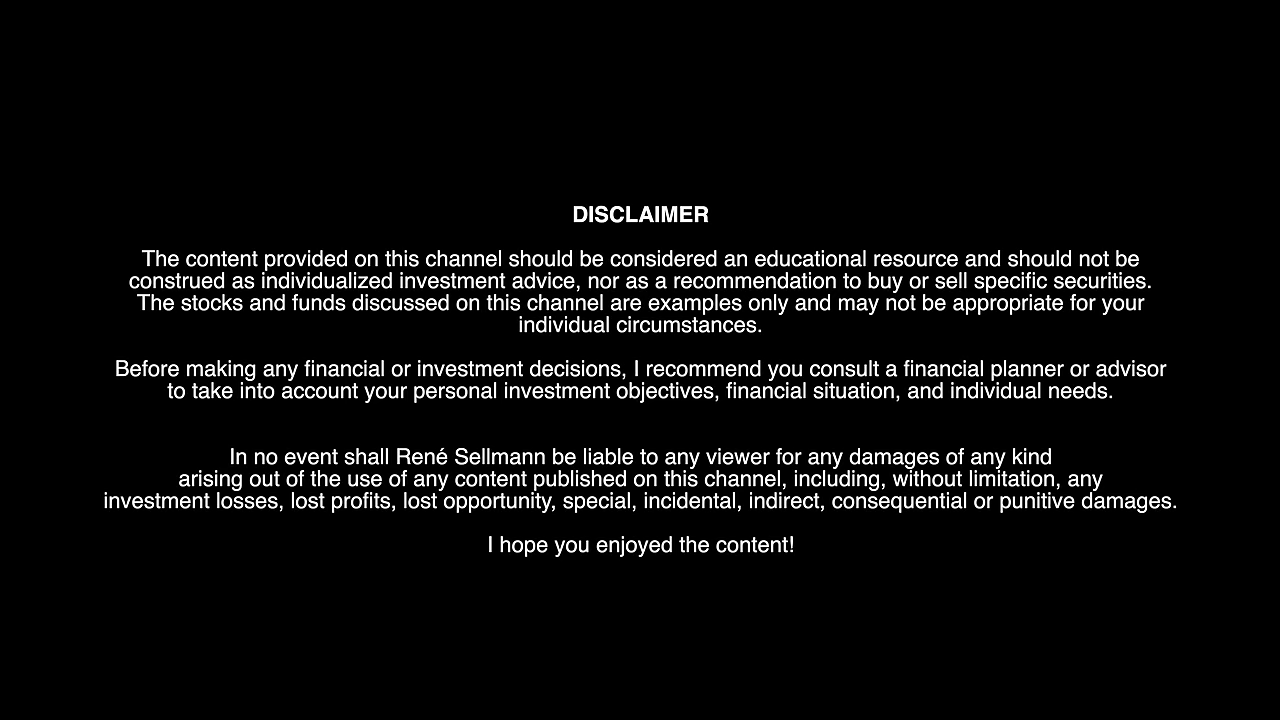 DISCLAIMER
The content provided on this channel should be considered an educational resource and should not be
construed as individualized investment advice, nor as a recommendation to buy or sell specific securities.
The stocks and funds discussed on this channel are examples only and may not be appropriate for your
individual circumstances.
Before making any financial or investment decisions, I recommend you consult a financial planner or advisor
to take into account your personal investment objectives, financial situation, and individual needs.
In no event shall René Sellmann be liable to any viewer for any damages of any kind
arising out of the use of any content published on this channel, including, without limitation, any
investment losses, lost profits, lost opportunity, special, incidental, indirect, consequential or punitive damages.
I hope you enjoyed the content!